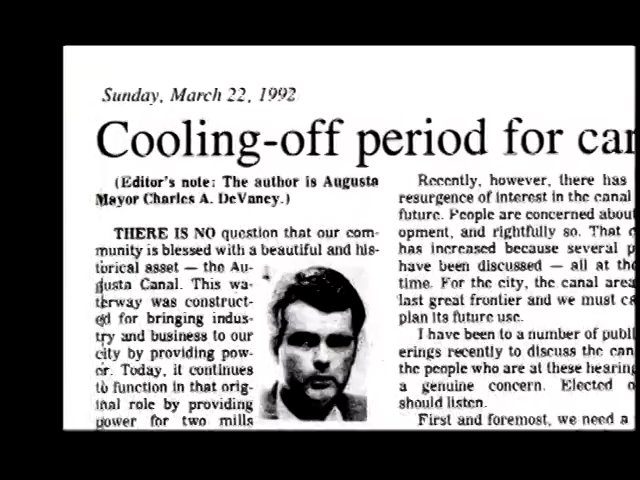 Sunday, March 22, 1992
Cooling-off period for
(Editor's note: The author is Augusta
Mayor Charles A. DeVaney.)
THERE IS NO question that our com-
munity is blessed with a beautiful and his-
torical asset — the Au-
gusta Canal. This wa-
terway was construct-
ed for bringing indus-
try and business to our
city by providing pow-
er. Today, it continues
to function in that orig-
inal role by providing
power for two mills
Recently, however, there has
resurgence of interest in the canal
future. People are concerned about
opment, and rightfully so. That
has increased because several
have been discussed — all at the
time. For the city, the canal area
last great frontier and we must
plan its future use.
I have been to a number of
erings recently to discuss the
the people who are at these hearing
a genuine concern. Elected
should listen.
First and foremost, we need a